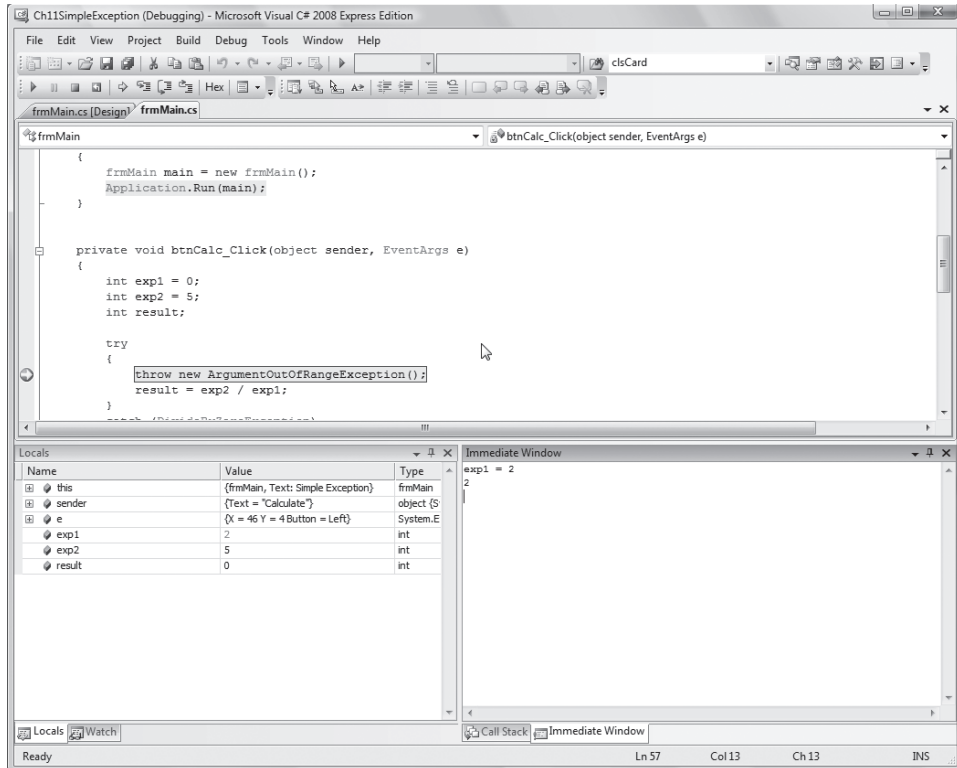 Ch11SimpleException (Debugging) - Microsoft Visual C# 2008 Express Edition
File Edit View Project Build Debug Tools Window Help
clsCard
Hex
frmMain.cs [Design] frmMain.cs
frmMain btnCalc_Click(object sender, EventArgs e)
{
frmMain main = new frmMain();
Application.Run(main);
}
private void btnCalc_Click(object sender, EventArgs e)
{
int exp1 = 0;
int exp2 = 5;
int result;
try
{
throw new ArgumentOutOfRangeException();
result = exp2 / exp1;
}
catch (DivideByZeroException)
Locals
Name Value Type
this {frmMain, Text: Simple Exception} frmMain
sender {Text = "Calculate"} object {S
e {X = 46 Y = 4 Button = Left} System.E
exp1 2 int
exp2 5 int
result 0 int
Immediate Window
exp1 = 2
2
Locals Watch
Call Stack Immediate Window
Ready Ln 57 Col 13 Ch 13 INS